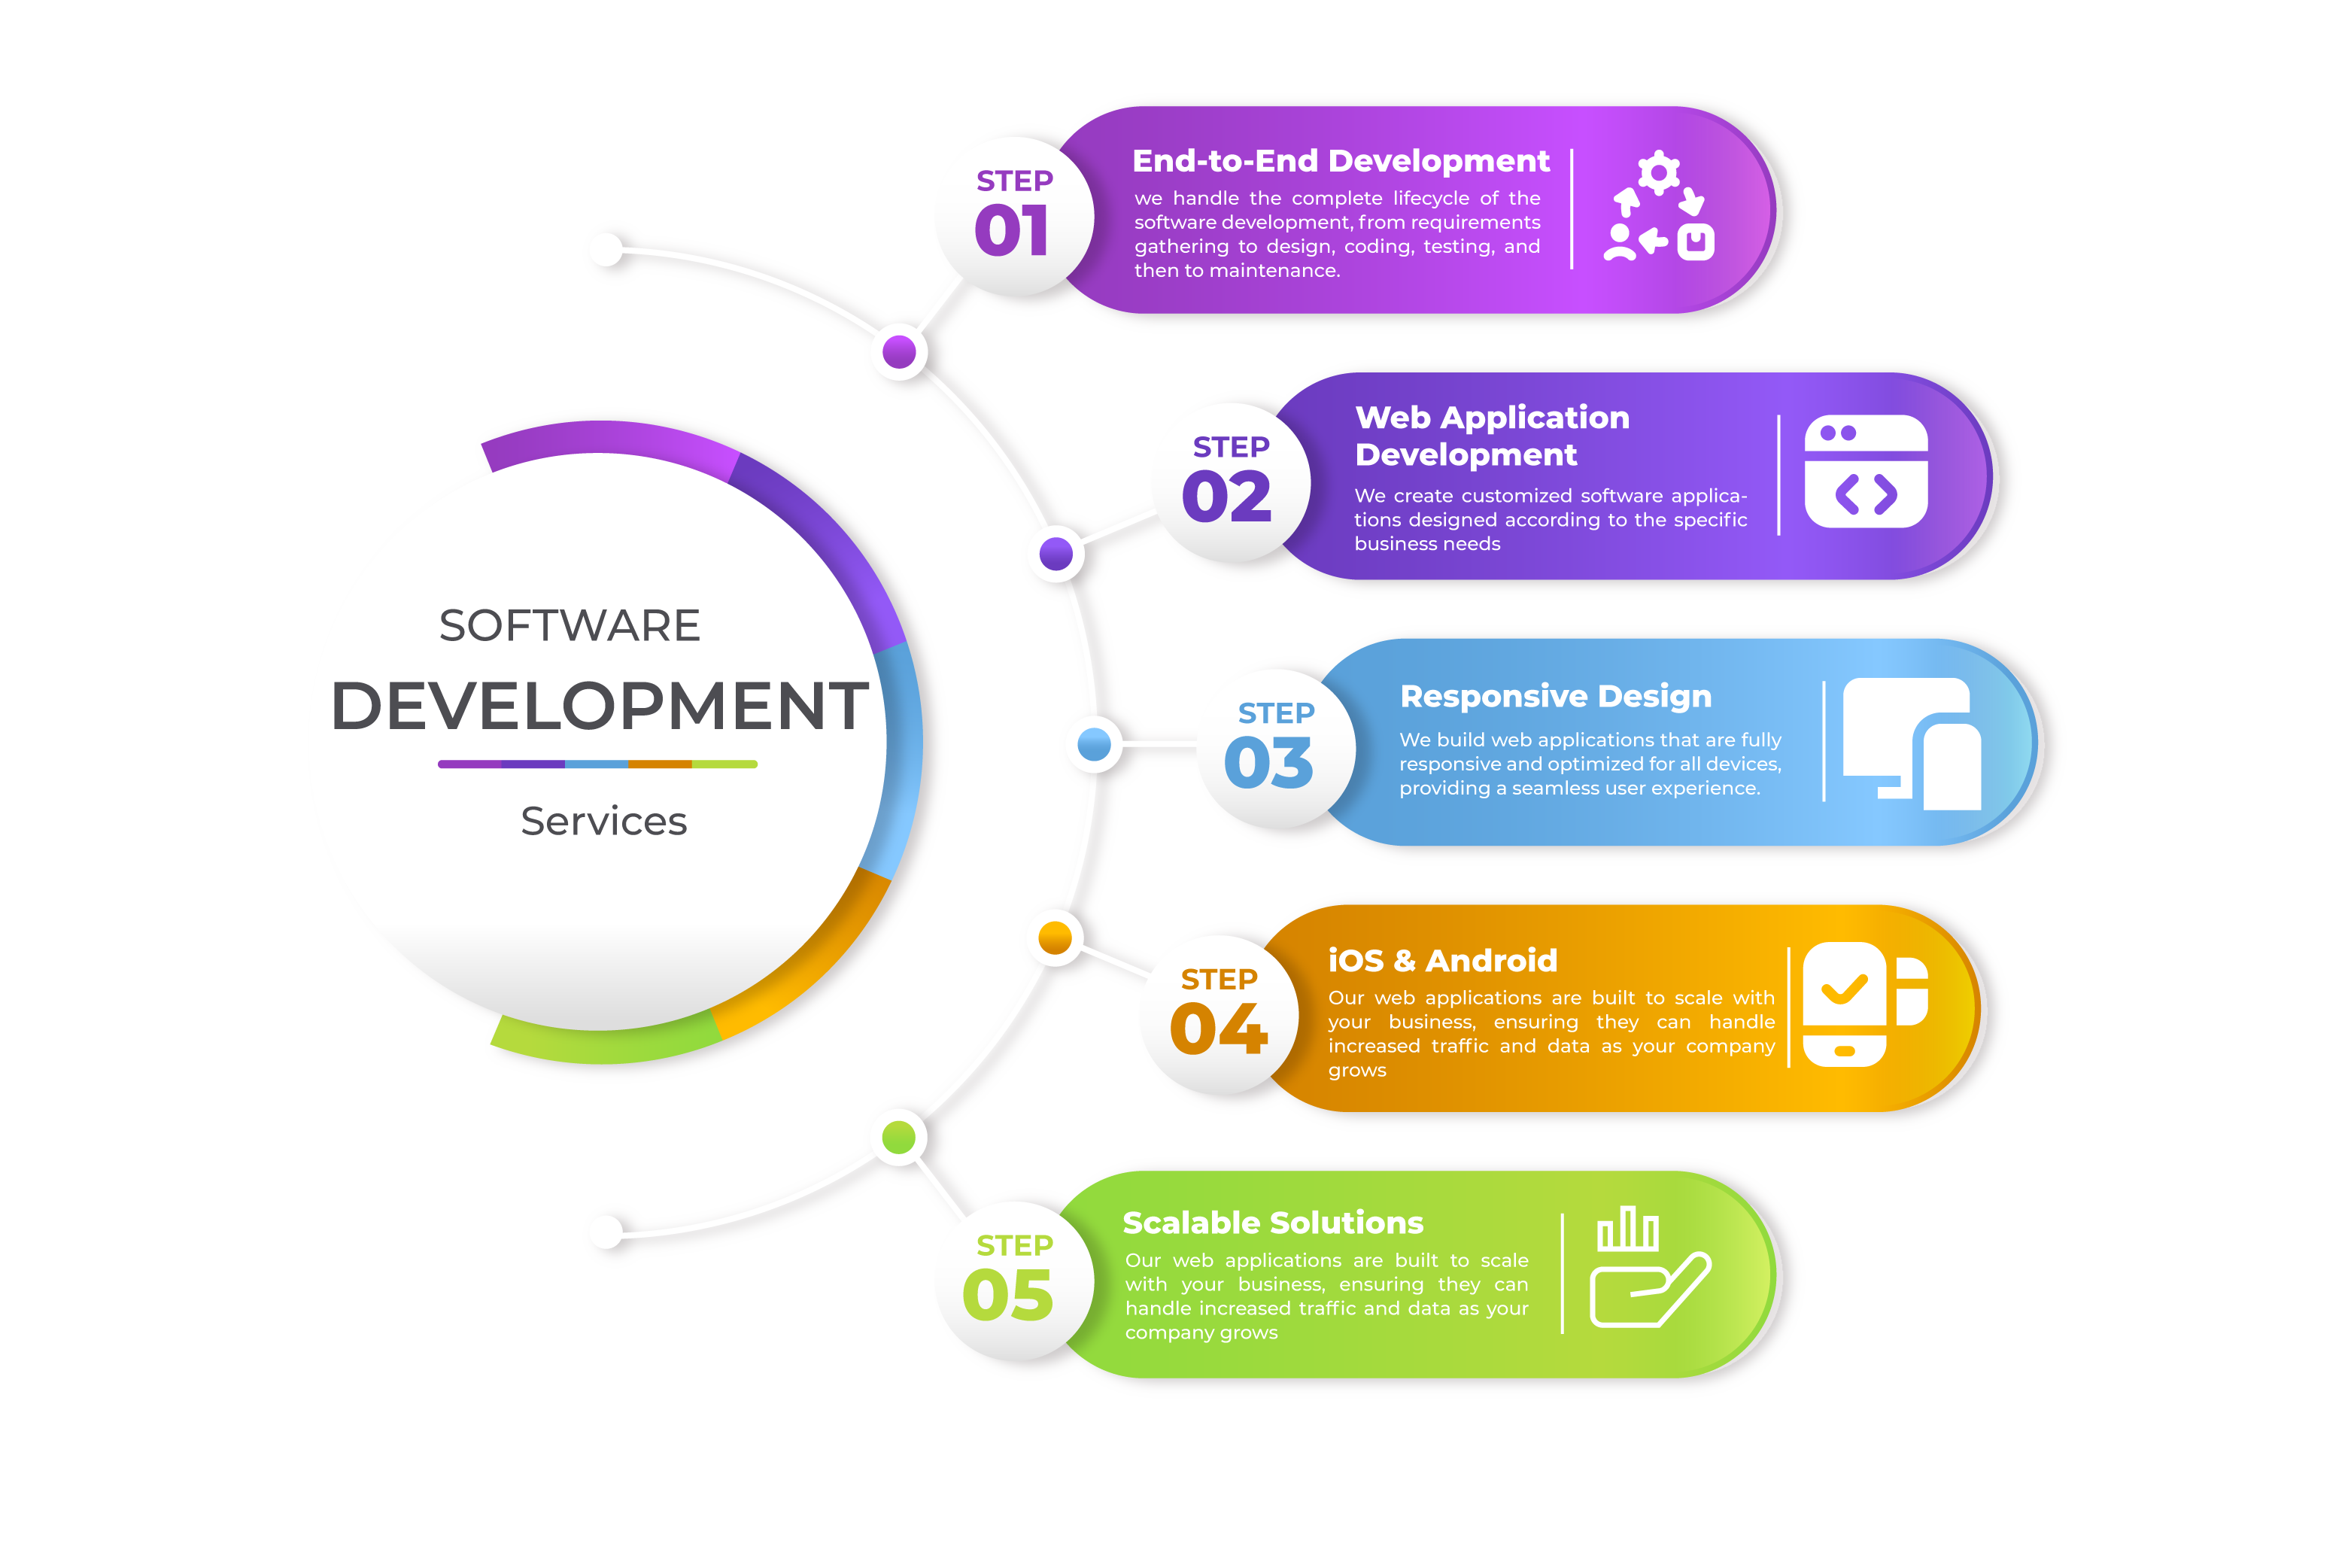 SOFTWARE
DEVELOPMENT
Services
STEP
01
End-to-End Development
we handle the complete lifecycle of the
software development, from requirements
gathering to design, coding, testing, and
then to maintenance.
STEP
02
Web Application
Development
We create customized software applica-
tions designed according to the specific
business needs
STEP
03
Responsive Design
We build web applications that are fully
responsive and optimized for all devices,
providing a seamless user experience.
STEP
04
iOS & Android
Our web applications are built to scale with
your business, ensuring they can handle
increased traffic and data as your company
grows
STEP
05
Scalable Solutions
Our web applications are built to scale
with your business, ensuring they can
handle increased traffic and data as your
company grows